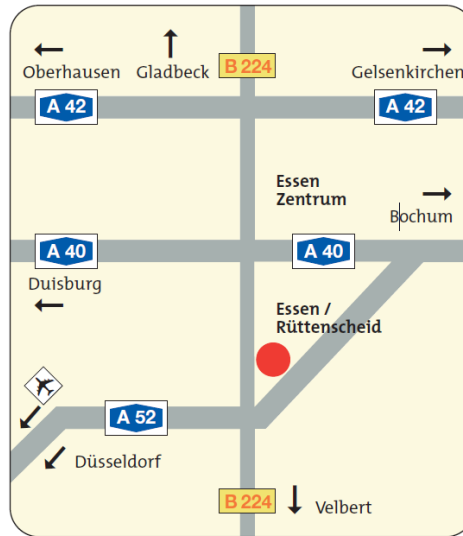 B 224
Oberhausen
Gladbeck
Gelsenkirchen
A 42
A 42
Essen
Zentrum
Bochum
A 40
A 40
Duisburg
Essen /
Rüttenscheid
A 52
Düsseldorf
B 224
Velbert